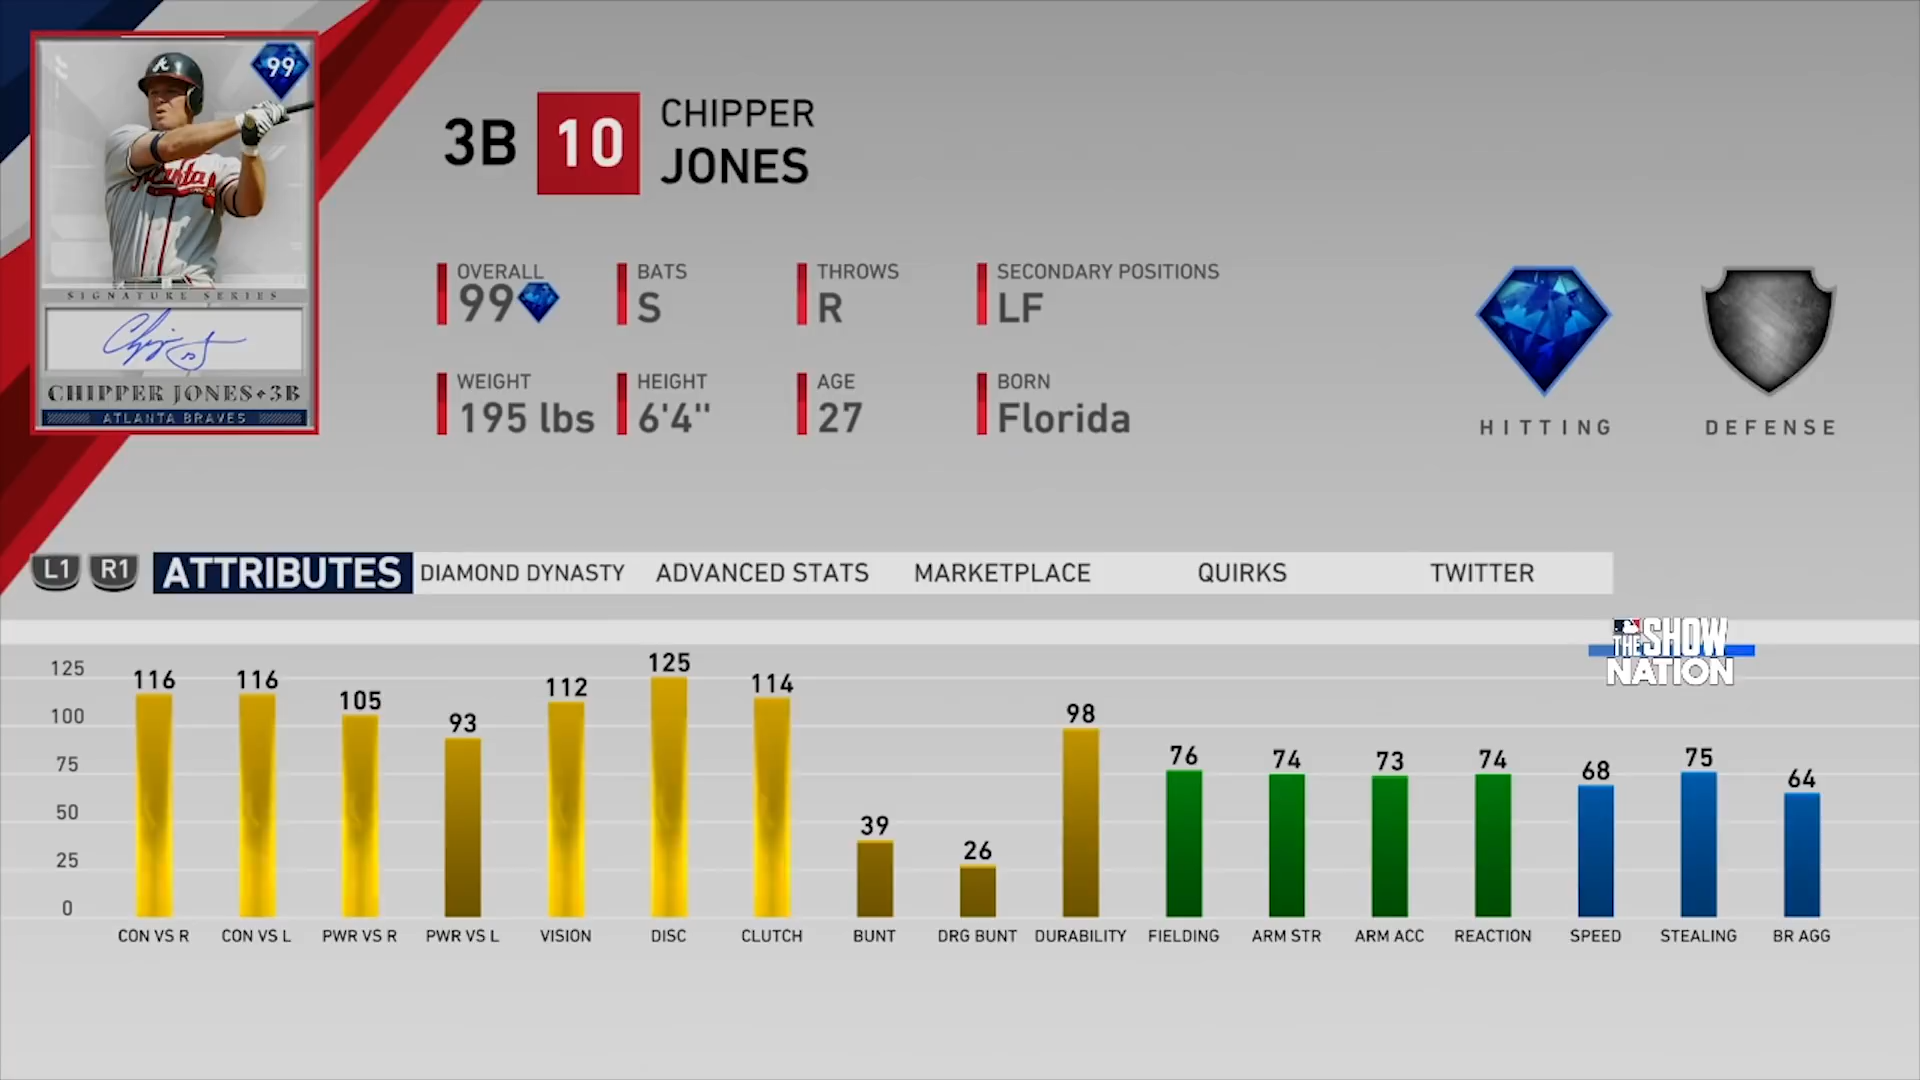 99
Atlanta
SIGNATURE SERIES
CHIPPER JONES 3B
ATLANTA BRAVES
3B 10 CHIPPER
JONES
OVERALL BATS THROWS SECONDARY POSITIONS
99 S R LF
WEIGHT HEIGHT AGE BORN
195 lbs 6'4" 27 Florida
HITTING DEFENSE
L1 R1 ATTRIBUTES DIAMOND DYNASTY ADVANCED STATS MARKETPLACE QUIRKS TWITTER
THE SHOW
NATION
125
100
75
50
25
0
116 116 105 93 112 125 114 39 26 98 76 74 73 74 68 75 64
CON VS R CON VS L PWR VS R PWR VS L VISION DISC CLUTCH BUNT DRG BUNT DURABILITY FIELDING ARM STR ARM ACC REACTION SPEED STEALING BR AGG